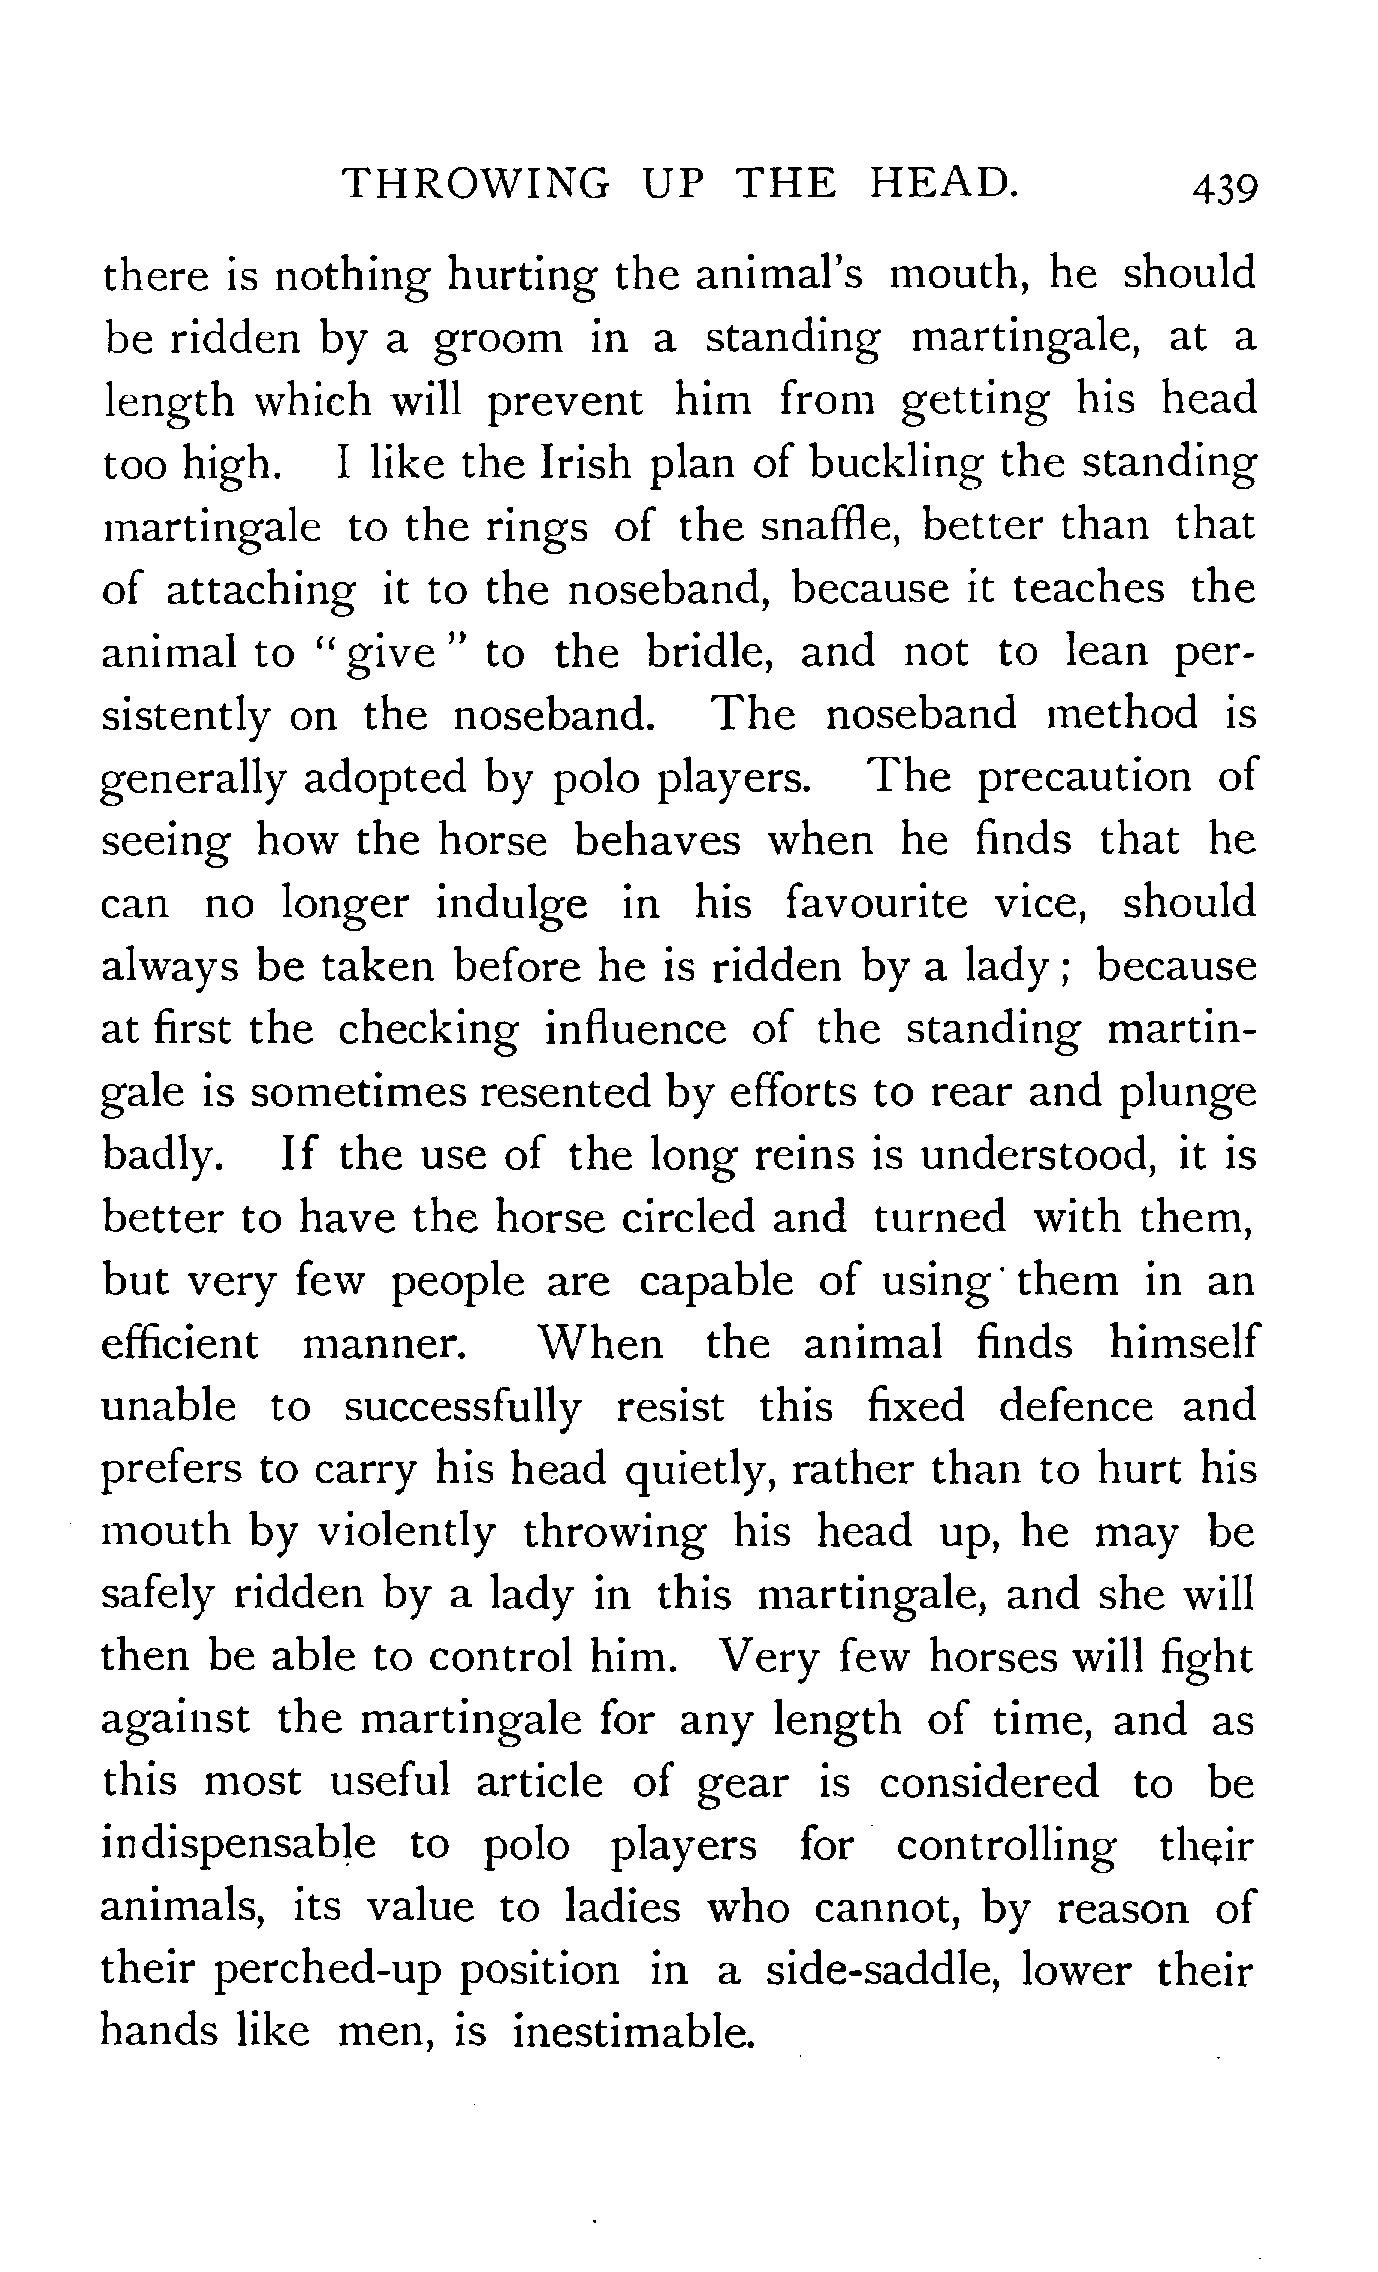 THROWING UP THE HEAD. 439
there is nothing hurting the animal's mouth, he should
be ridden by a groom in a standing martingale, at a
length which will prevent him from getting his head
too high. I like the Irish plan of buckling the standing
martingale to the rings of the snaffle, better than that
of attaching it to the noseband, because it teaches the
animal to “give” to the bridle, and not to lean per-
sistently on the noseband. The noseband method is
generally adopted by polo players. The precaution of
seeing how the horse behaves when he finds that he
can no longer indulge in his favourite vice, should
always be taken before he is ridden by a lady; because
at first the checking influence of the standing martin-
gale is sometimes resented by efforts to rear and plunge
badly. If the use of the long reins is understood, it is
better to have the horse circled and turned with them,
but very few people are capable of using them in an
efficient manner. When the animal finds himself
unable to successfully resist this fixed defence and
prefers to carry his head quietly, rather than to hurt his
mouth by violently throwing his head up, he may be
safely ridden by a lady in this martingale, and she will
then be able to control him. Very few horses will fight
against the martingale for any length of time, and as
this most useful article of gear is considered to be
indispensable to polo players for controlling their
animals, its value to ladies who cannot, by reason of
their perched-up position in a side-saddle, lower their
hands like men, is inestimable.